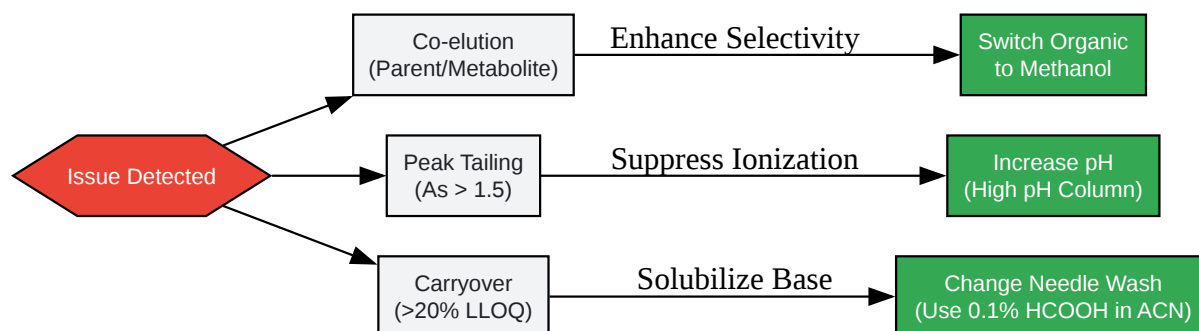 Co-elution
(Parent/Metabolite)
Enhance Selectivity
Switch Organic
to Methanol
Issue Detected
Peak Tailing
(As > 1.5)
Suppress Ionization
Increase pH
(High pH Column)
Carryover
(>20% LLOQ)
Solubilize Base
Change Needle Wash
(Use 0.1% HCOOH in ACN)